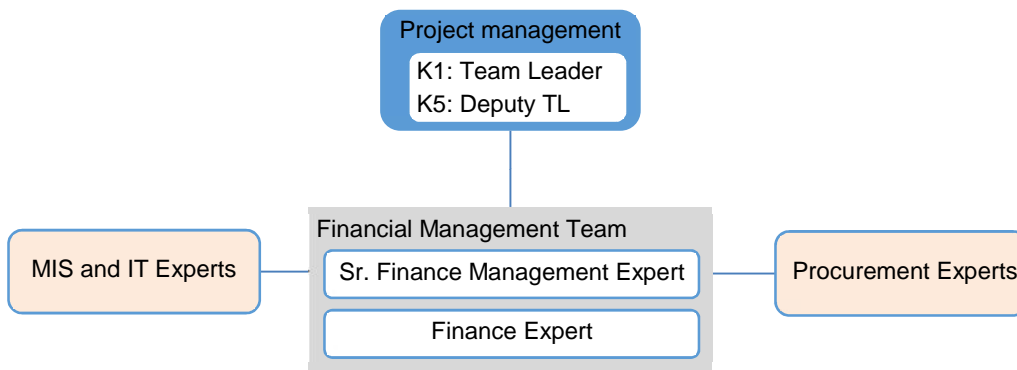 Project management
K1: Team Leader
K5: Deputy TL
Financial Management Team
MIS and IT Experts
Sr. Finance Management Expert
Procurement Experts
Finance Expert